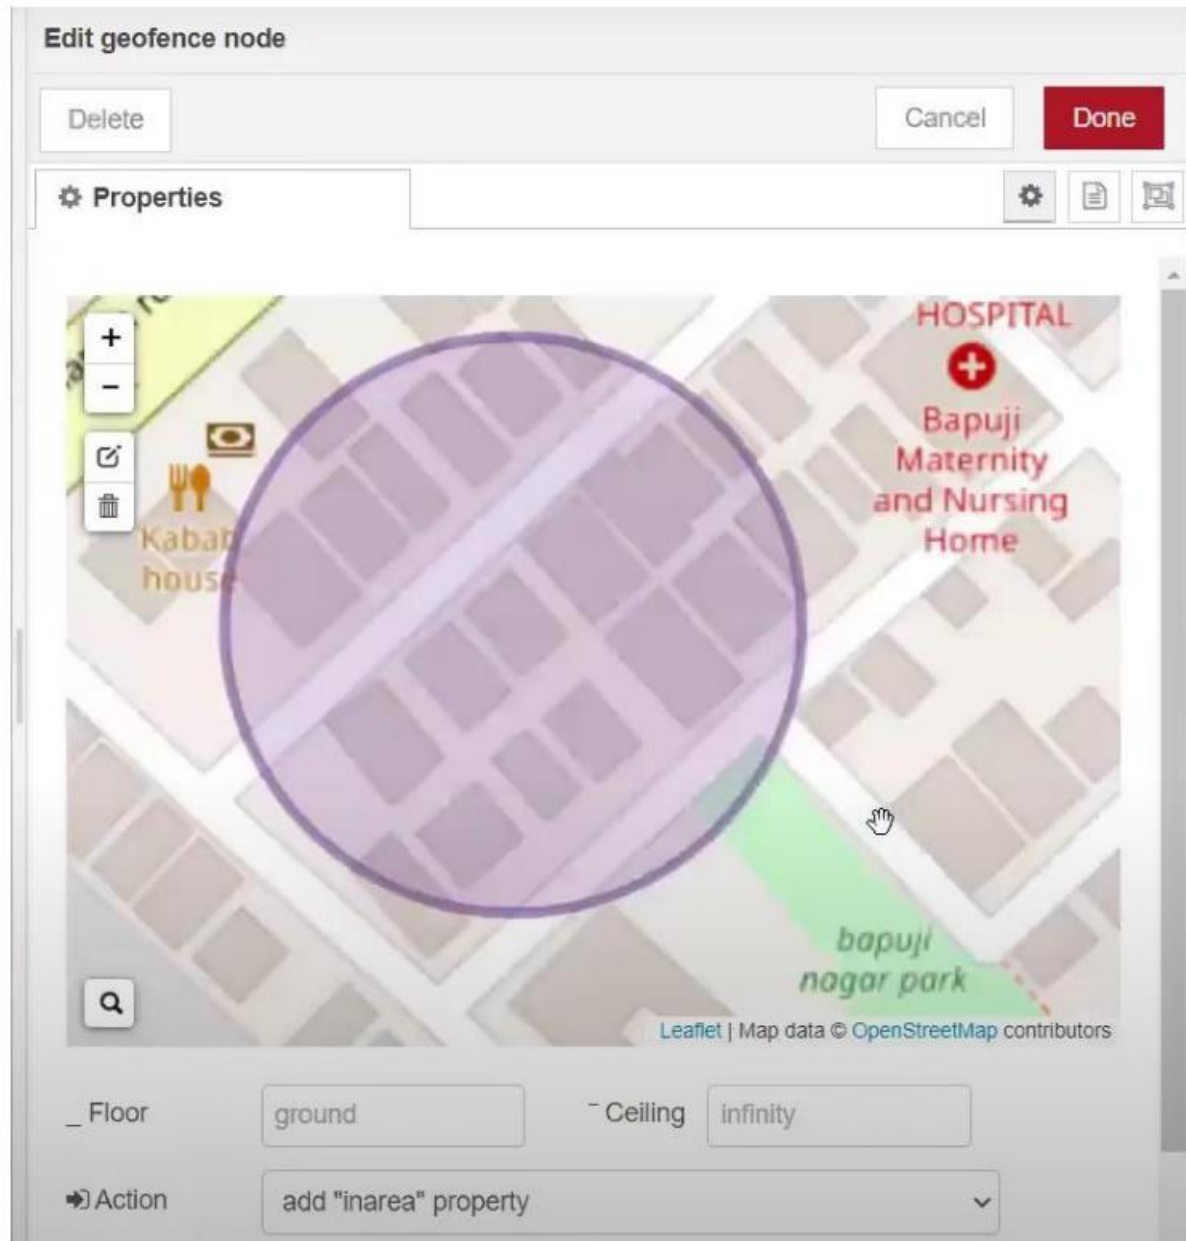 Edit geofence node
Delete
Cancel
Done
Properties
+
−
HOSPITAL
Bapuji
Maternity
and Nursing
Home
Kabab
house
bapuji
nagar park
Leaflet | Map data © OpenStreetMap contributors
_ Floor
ground
‾ Ceiling
infinity
Action
add "inarea" property